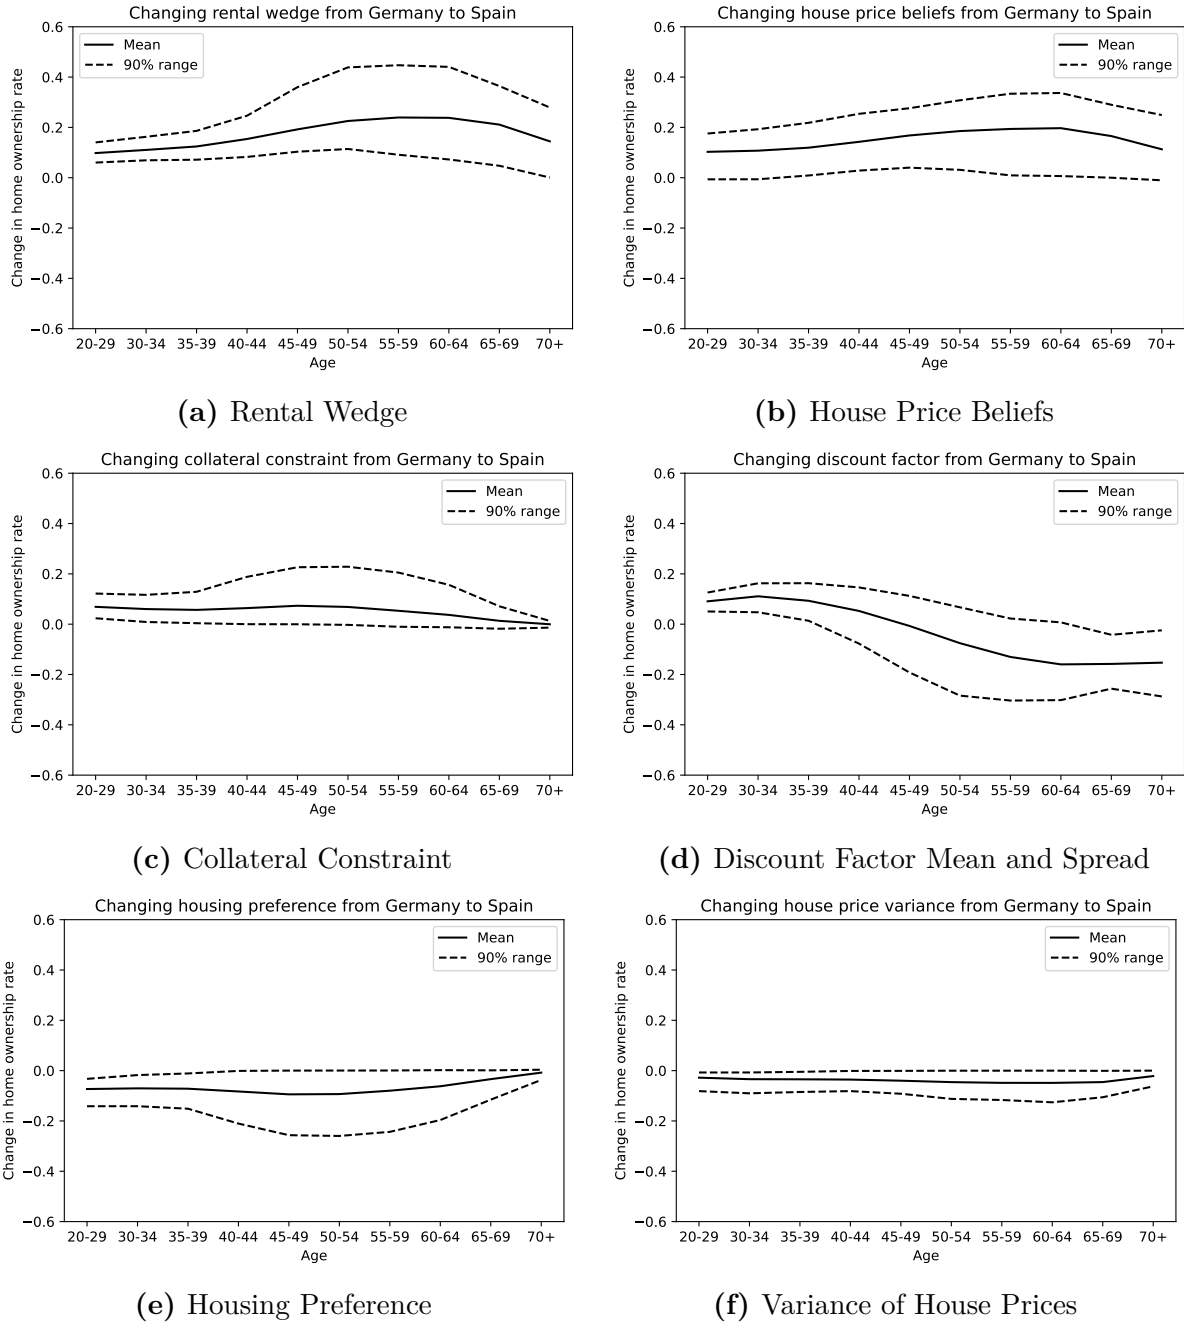 Changing rental wedge from Germany to Spain
Change in home ownership rate
0.6
0.4
0.2
0.0
−0.2
−0.4
−0.6
Mean
90% range
20-29 30-34 35-39 40-44 45-49 50-54 55-59 60-64 65-69 70+
Age
(a) Rental Wedge
Changing house price beliefs from Germany to Spain
Change in home ownership rate
0.6
0.4
0.2
0.0
−0.2
−0.4
−0.6
Mean
90% range
20-29 30-34 35-39 40-44 45-49 50-54 55-59 60-64 65-69 70+
Age
(b) House Price Beliefs
Changing collateral constraint from Germany to Spain
Change in home ownership rate
0.6
0.4
0.2
0.0
−0.2
−0.4
−0.6
Mean
90% range
20-29 30-34 35-39 40-44 45-49 50-54 55-59 60-64 65-69 70+
Age
(c) Collateral Constraint
Changing discount factor from Germany to Spain
Change in home ownership rate
0.6
0.4
0.2
0.0
−0.2
−0.4
−0.6
Mean
90% range
20-29 30-34 35-39 40-44 45-49 50-54 55-59 60-64 65-69 70+
Age
(d) Discount Factor Mean and Spread
Changing housing preference from Germany to Spain
Change in home ownership rate
0.6
0.4
0.2
0.0
−0.2
−0.4
−0.6
Mean
90% range
20-29 30-34 35-39 40-44 45-49 50-54 55-59 60-64 65-69 70+
Age
(e) Housing Preference
Changing house price variance from Germany to Spain
Change in home ownership rate
0.6
0.4
0.2
0.0
−0.2
−0.4
−0.6
Mean
90% range
20-29 30-34 35-39 40-44 45-49 50-54 55-59 60-64 65-69 70+
Age
(f) Variance of House Prices